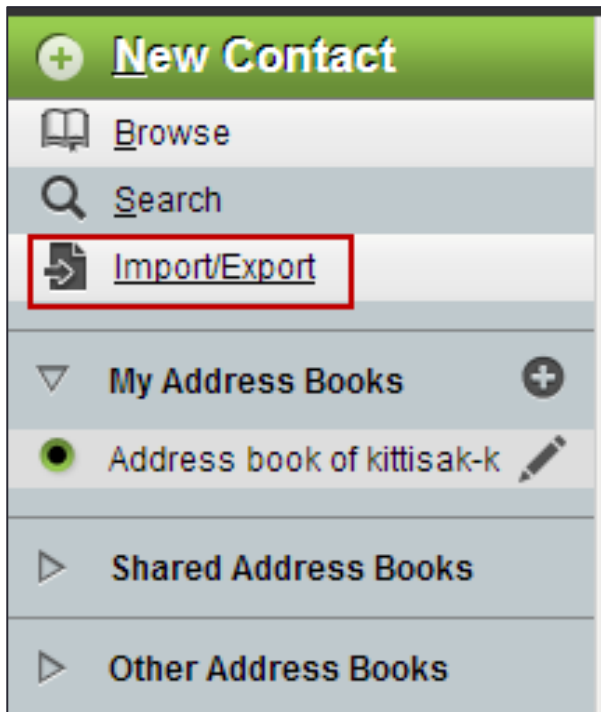 New Contact
Browse
Search
Import/Export
My Address Books
Address book of kittisak-k
Shared Address Books
Other Address Books